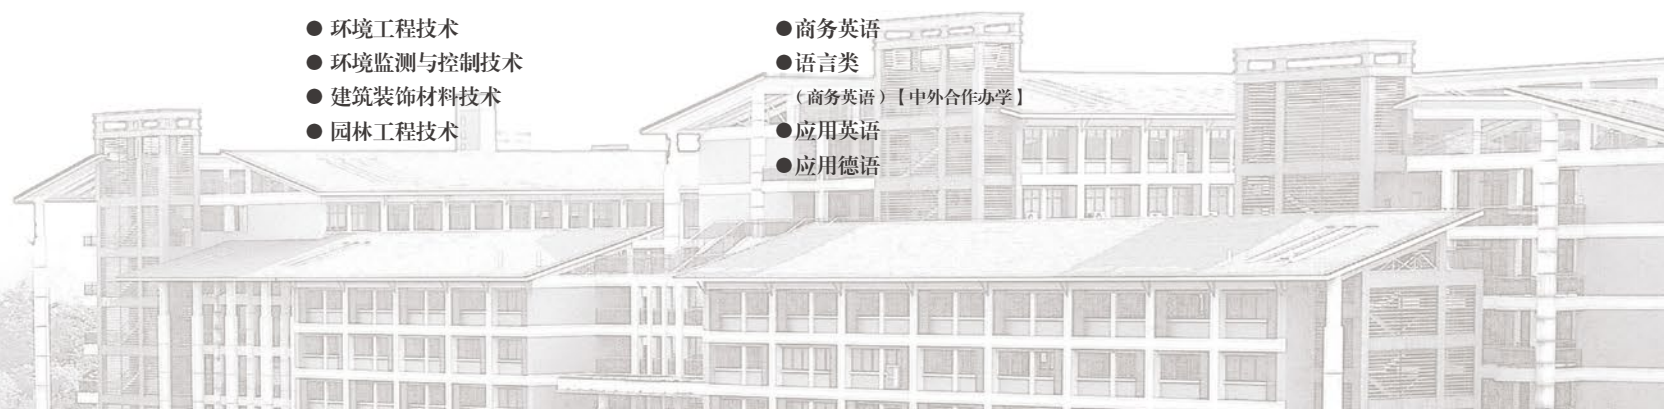 ● 环境工程技术
● 环境监测与控制技术
● 建筑装饰材料技术
● 园林工程技术
●商务英语
●语言类
（商务英语）【中外合作办学】
●应用英语
●应用德语